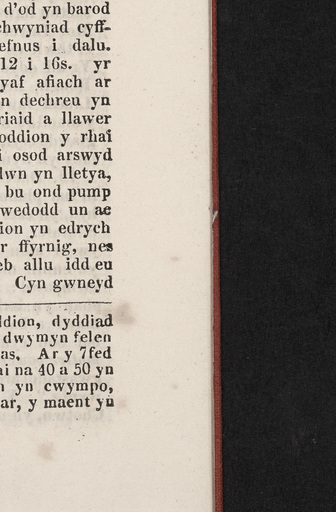 d'od yn barod
chwyniad cyff-
efnus i dalu.
12 i 16s. yr
yaf afiach ar
n dechreu yn
riaid a llawer
oddion y rhai
i osod arswyd
lwn yn lletya,
bu ond pump
wedodd un ac
ion yn edrych
r ffyrnig, nes
eb allu idd eu
Cyn gwneyd
ldion, dyddiad
dwymyn felen
as. Ar y 7fed
ai na 40 a 50 yn
n yn cwympo,
ar, y maent yn